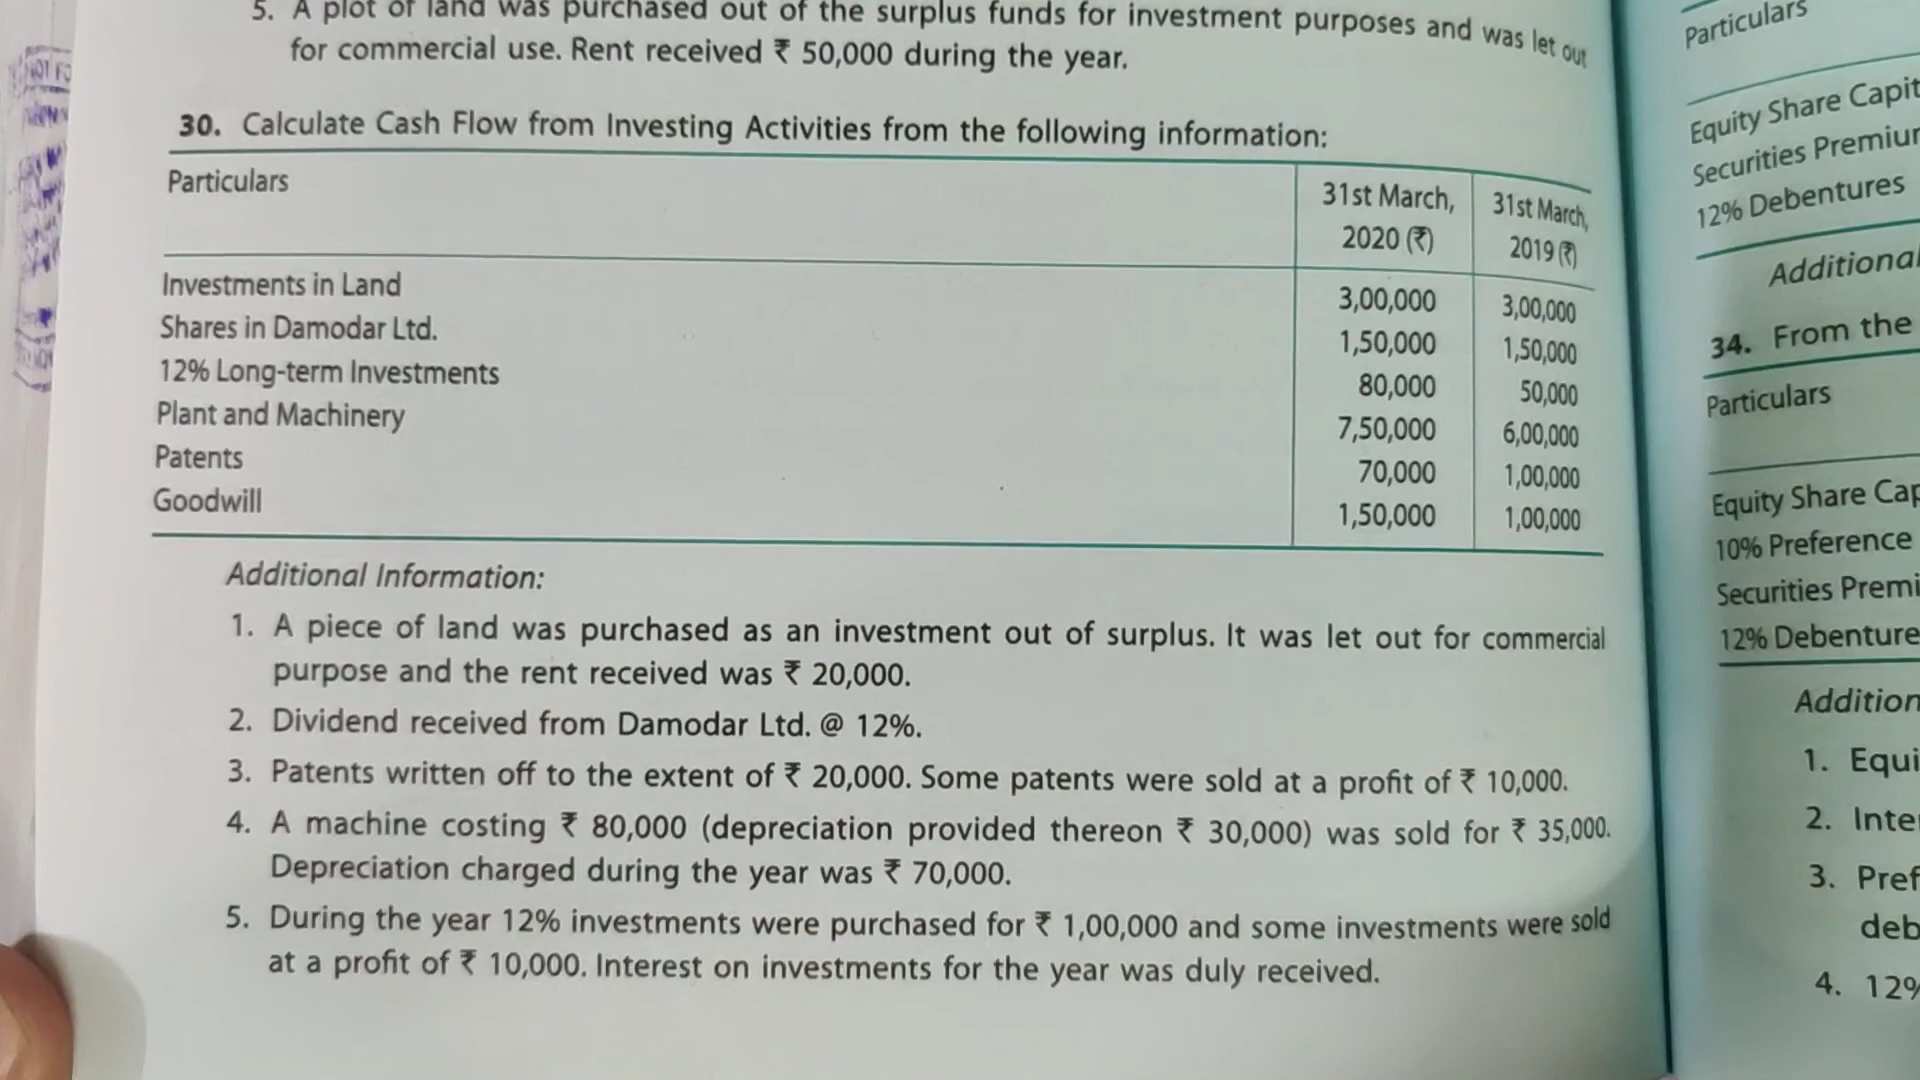 5. A plot of land was purchased out of the surplus funds for investment purposes and was let out
for commercial use. Rent received ₹ 50,000 during the year.
30. Calculate Cash Flow from Investing Activities from the following information:
Particulars 31st March, 2020 (₹) 31st March, 2019 (₹)
Investments in Land 3,00,000 3,00,000
Shares in Damodar Ltd. 1,50,000 1,50,000
12% Long-term Investments 80,000 50,000
Plant and Machinery 7,50,000 6,00,000
Patents 70,000 1,00,000
Goodwill 1,50,000 1,00,000
Additional Information:
1. A piece of land was purchased as an investment out of surplus. It was let out for commercial
purpose and the rent received was ₹ 20,000.
2. Dividend received from Damodar Ltd. @ 12%.
3. Patents written off to the extent of ₹ 20,000. Some patents were sold at a profit of ₹ 10,000.
4. A machine costing ₹ 80,000 (depreciation provided thereon ₹ 30,000) was sold for ₹ 35,000.
Depreciation charged during the year was ₹ 70,000.
5. During the year 12% investments were purchased for ₹ 1,00,000 and some investments were sold
at a profit of ₹ 10,000. Interest on investments for the year was duly received.
Particulars
Equity Share Capit
Securities Premiu
12% Debentures
Additional
34. From the
Particulars
Equity Share Cap
10% Preference
Securities Premi
12% Debenture
Addition
1. Equi
2. Inte
3. Pref
deb
4. 12%